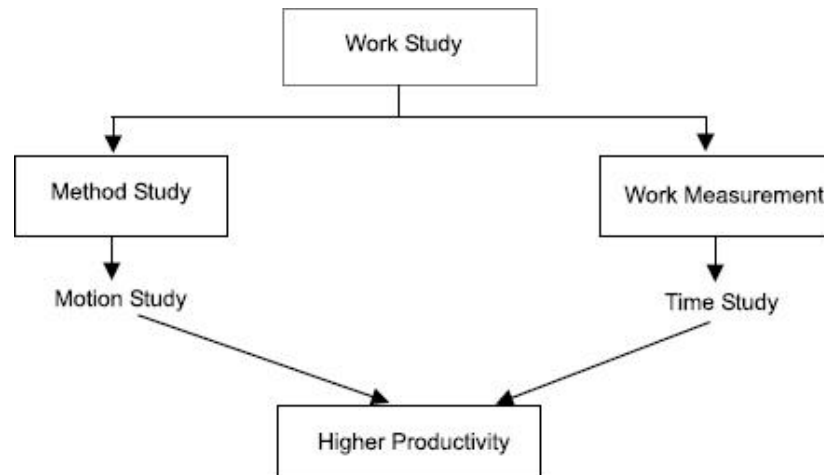 Work Study
Method Study
Work Measurement
Motion Study
Time Study
Higher Productivity